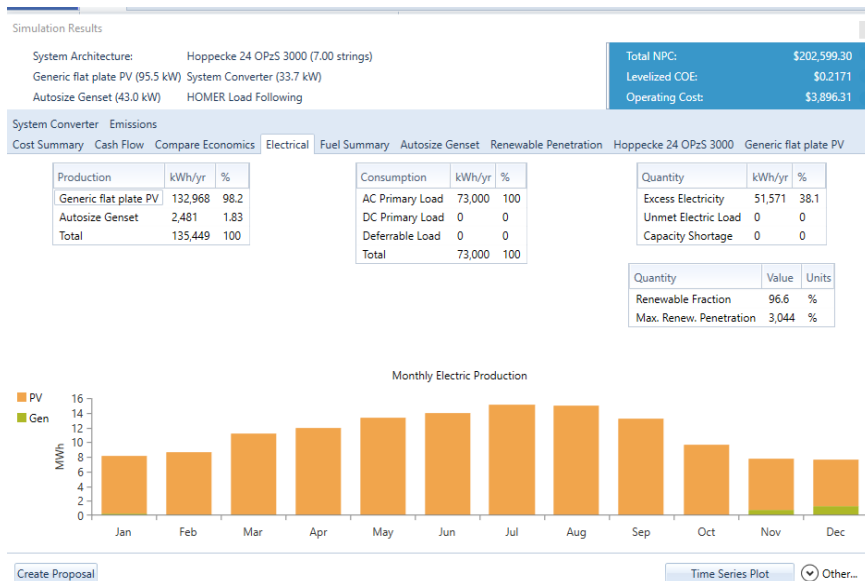 Simulation Results
System Architecture: Hoppecke 24 OPzS 3000 (7.00 strings)
Generic flat plate PV (95.5 kW) System Converter (33.7 kW)
Autosize Genset (43.0 kW) HOMER Load Following
Total NPC: $202,599.30
Levelized COE: $0.2171
Operating Cost: $3,896.31
System Converter Emissions
Cost Summary Cash Flow Compare Economics Electrical Fuel Summary Autosize Genset Renewable Penetration Hoppecke 24 OPzS 3000 Generic flat plate PV
Production kWh/yr %
Generic flat plate PV 132,968 98.2
Autosize Genset 2,481 1.83
Total 135,449 100
Consumption kWh/yr %
AC Primary Load 73,000 100
DC Primary Load 0 0
Deferrable Load 0 0
Total 73,000 100
Quantity kWh/yr %
Excess Electricity 51,571 38.1
Unmet Electric Load 0 0
Capacity Shortage 0 0
Quantity Value Units
Renewable Fraction 96.6 %
Max. Renew. Penetration 3,044 %
Monthly Electric Production
PV
Gen
MWh
16
14
12
10
8
6
4
2
0
Jan Feb Mar Apr May Jun Jul Aug Sep Oct Nov Dec
Create Proposal Time Series Plot Other...